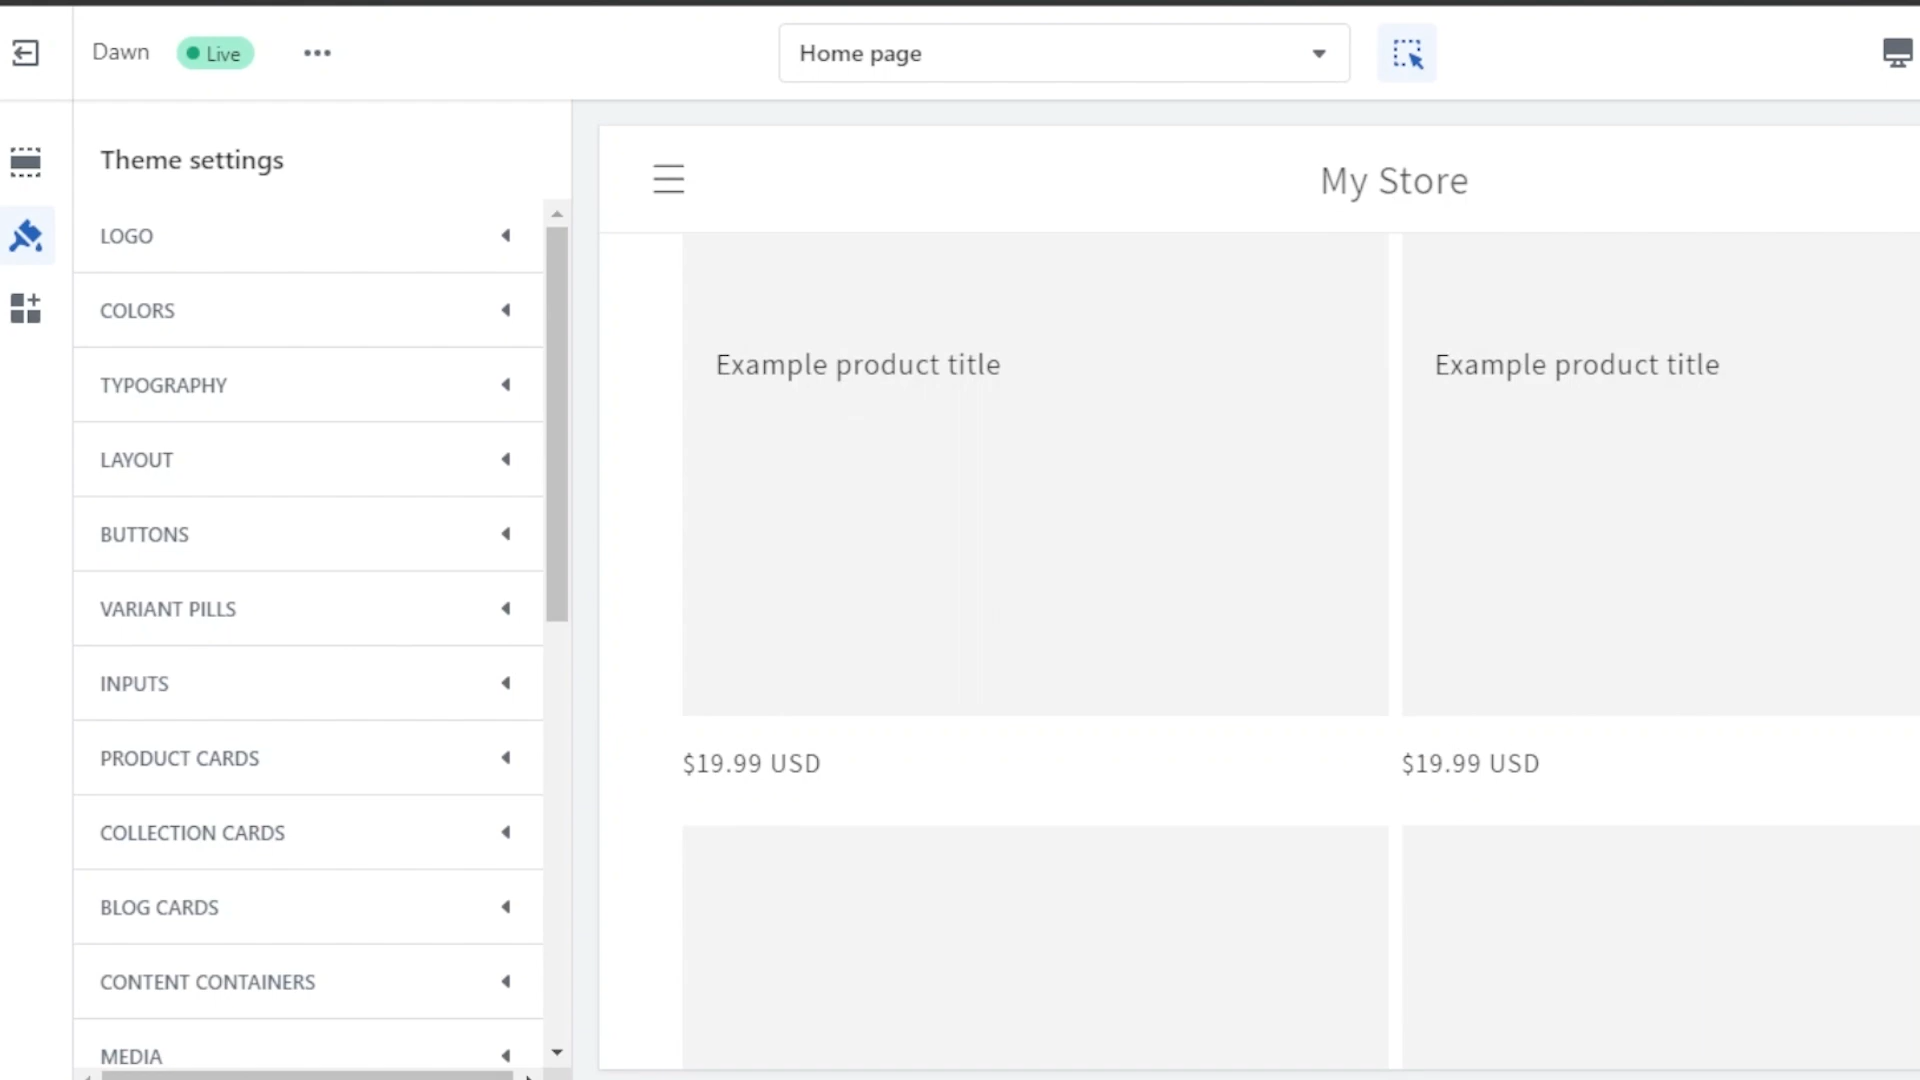 Dawn
Live
Home page
Theme settings
LOGO
COLORS
TYPOGRAPHY
LAYOUT
BUTTONS
VARIANT PILLS
INPUTS
PRODUCT CARDS
COLLECTION CARDS
BLOG CARDS
CONTENT CONTAINERS
MEDIA
My Store
Example product title
Example product title
$19.99 USD
$19.99 USD